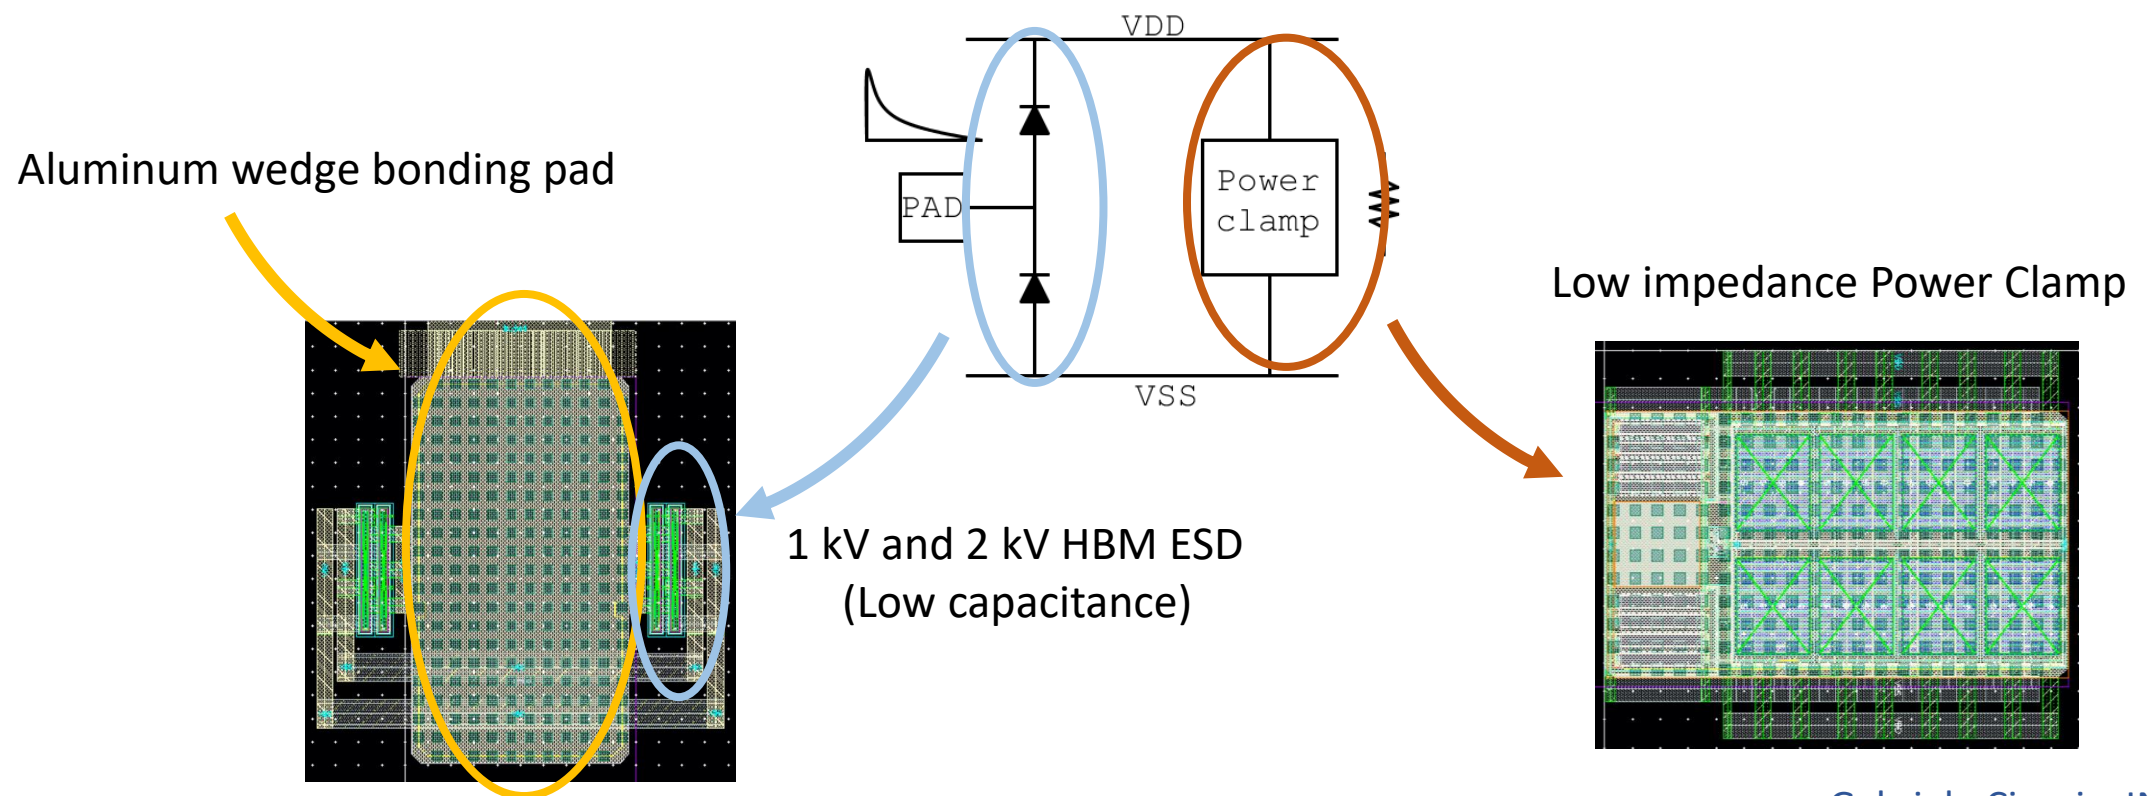 VDD
Aluminum wedge bonding pad
PAD
Power
clamp
Low impedance Power Clamp
VSS
1 kV and 2 kV HBM ESD
(Low capacitance)